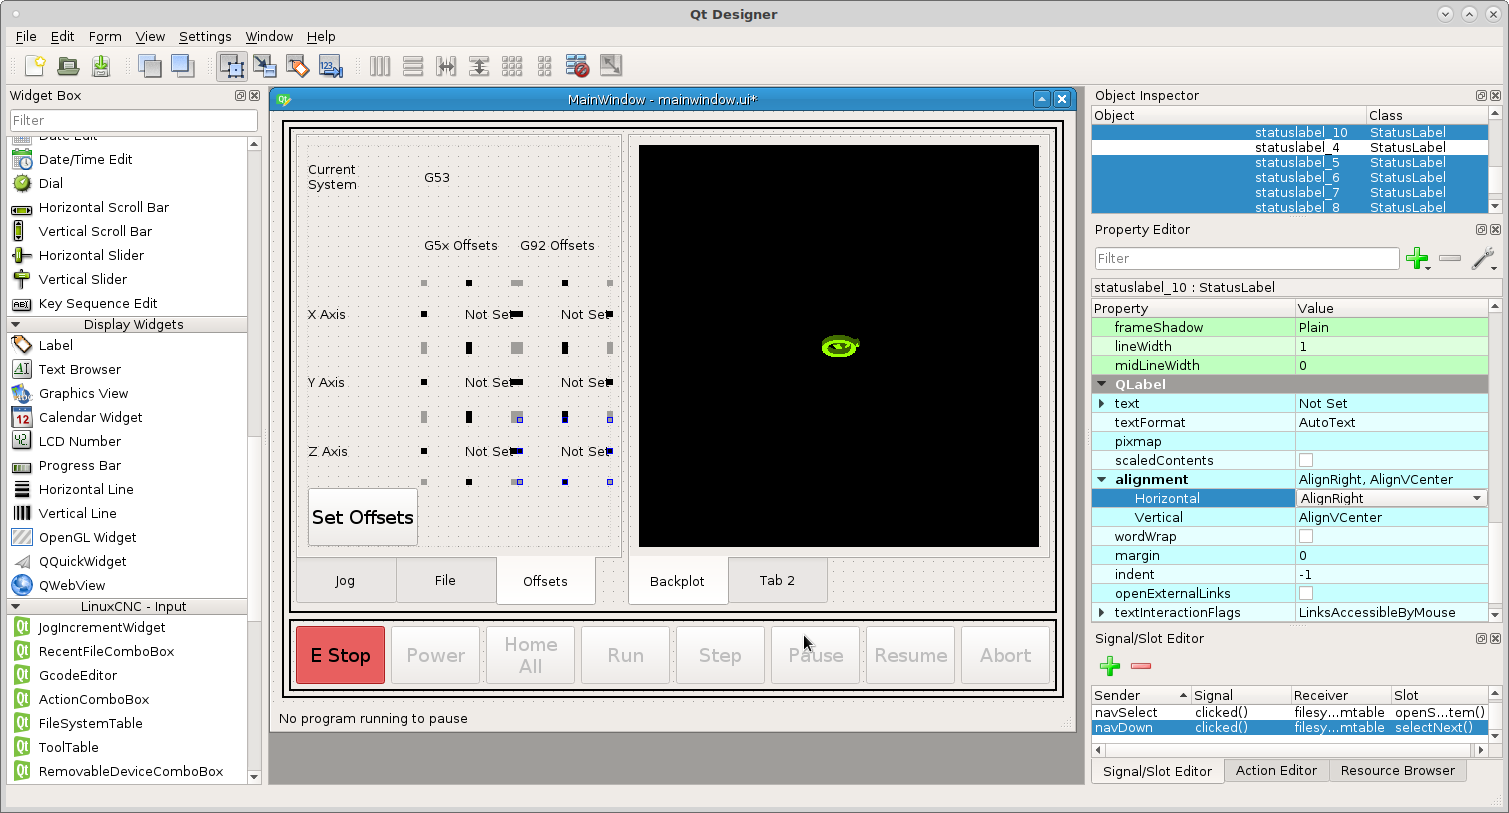 Qt Designer
File Edit Form View Settings Window Help
Widget Box
Filter
Date Edit
Date/Time Edit
Dial
Horizontal Scroll Bar
Vertical Scroll Bar
Horizontal Slider
Vertical Slider
Key Sequence Edit
Display Widgets
Label
Text Browser
Graphics View
Calendar Widget
LCD Number
Progress Bar
Horizontal Line
Vertical Line
OpenGL Widget
QQuickWidget
QWebView
LinuxCNC - Input
JogIncrementWidget
RecentFileComboBox
GcodeEditor
ActionComboBox
FileSystemTable
ToolTable
RemovableDeviceComboBox
MainWindow - mainwindow.ui*
Current
System
G53
G5x Offsets G92 Offsets
X Axis Not Set Not Set
Y Axis Not Set Not Set
Z Axis Not Set Not Set
Set Offsets
Jog File Offsets
Backplot Tab 2
E Stop Power Home All Run Step Pause Resume Abort
No program running to pause
Object Inspector
Object Class
statuslabel_10 StatusLabel
statuslabel_4 StatusLabel
statuslabel_5 StatusLabel
statuslabel_6 StatusLabel
statuslabel_7 StatusLabel
statuslabel_8 StatusLabel
Property Editor
Filter
statuslabel_10 : StatusLabel
Property Value
frameShadow Plain
lineWidth 1
midLineWidth 0
QLabel
text Not Set
textFormat AutoText
pixmap
scaledContents
alignment AlignRight, AlignVCenter
Horizontal AlignRight
Vertical AlignVCenter
wordWrap
margin 0
indent -1
openExternalLinks
textInteractionFlags LinksAccessibleByMouse
Signal/Slot Editor
Sender Signal Receiver Slot
navSelect clicked() filesy...mtable openS...tem()
navDown clicked() filesy...mtable selectNext()
Signal/Slot Editor Action Editor Resource Browser